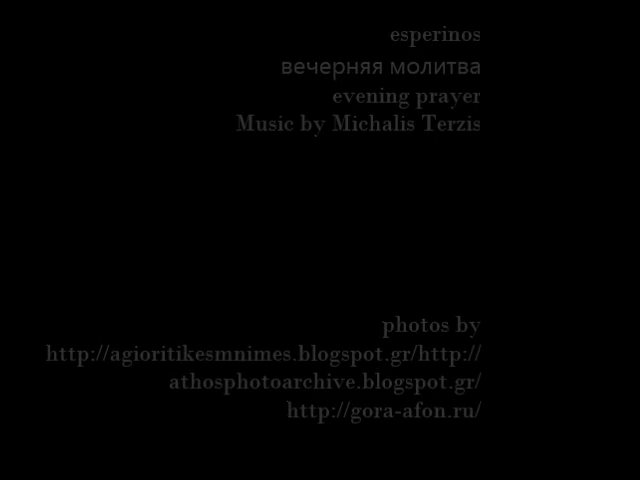 esperinos
вечерняя молитва
evening prayer
Music by Michalis Terzis
photos by
http://agioritikesmnimes.blogspot.gr/http://
athosphotoarchive.blogspot.gr/
http://gora-afon.ru/